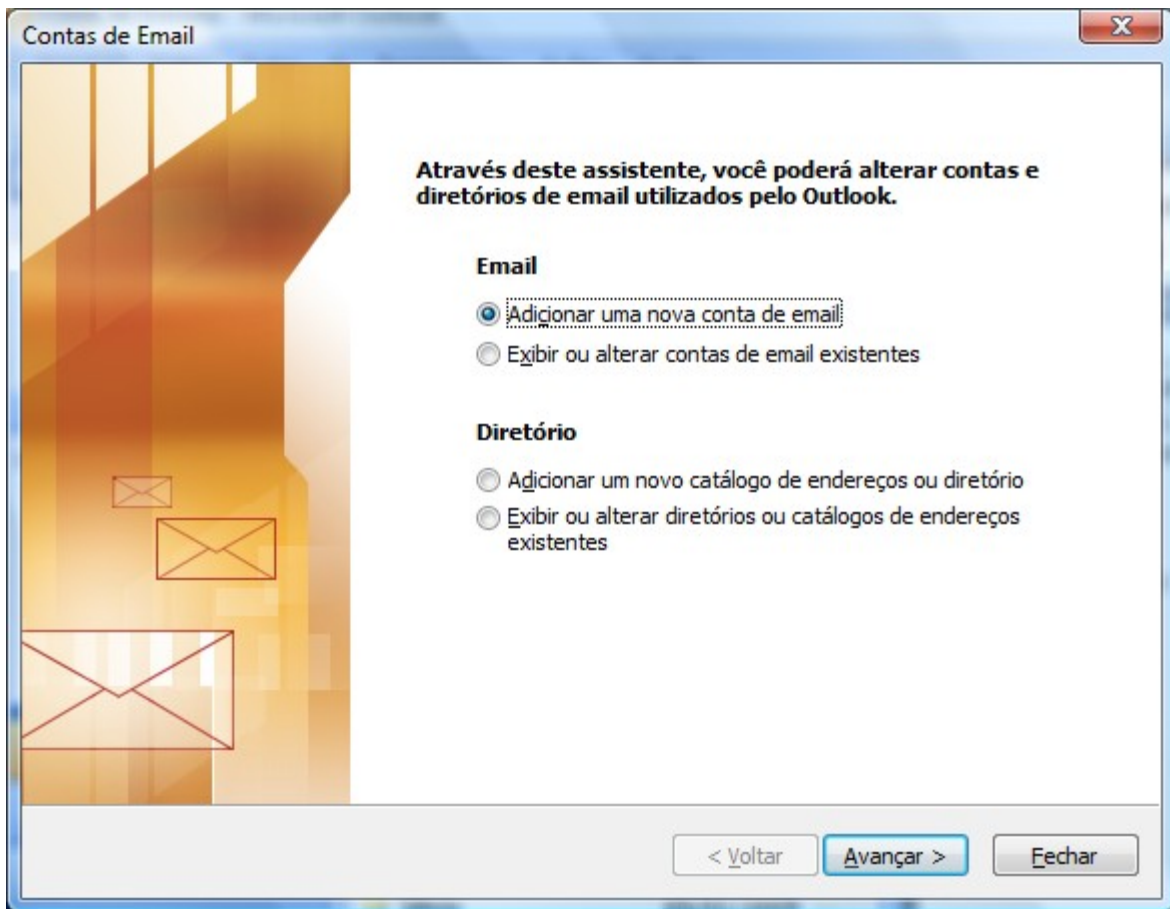 Contas de Email
Através deste assistente, você poderá alterar contas e
diretórios de email utilizados pelo Outlook.
Email
Adicionar uma nova conta de email
Exibir ou alterar contas de email existentes
Diretório
Adicionar um novo catálogo de endereços ou diretório
Exibir ou alterar diretórios ou catálogos de endereços
existentes
< Voltar
Avançar >
Fechar